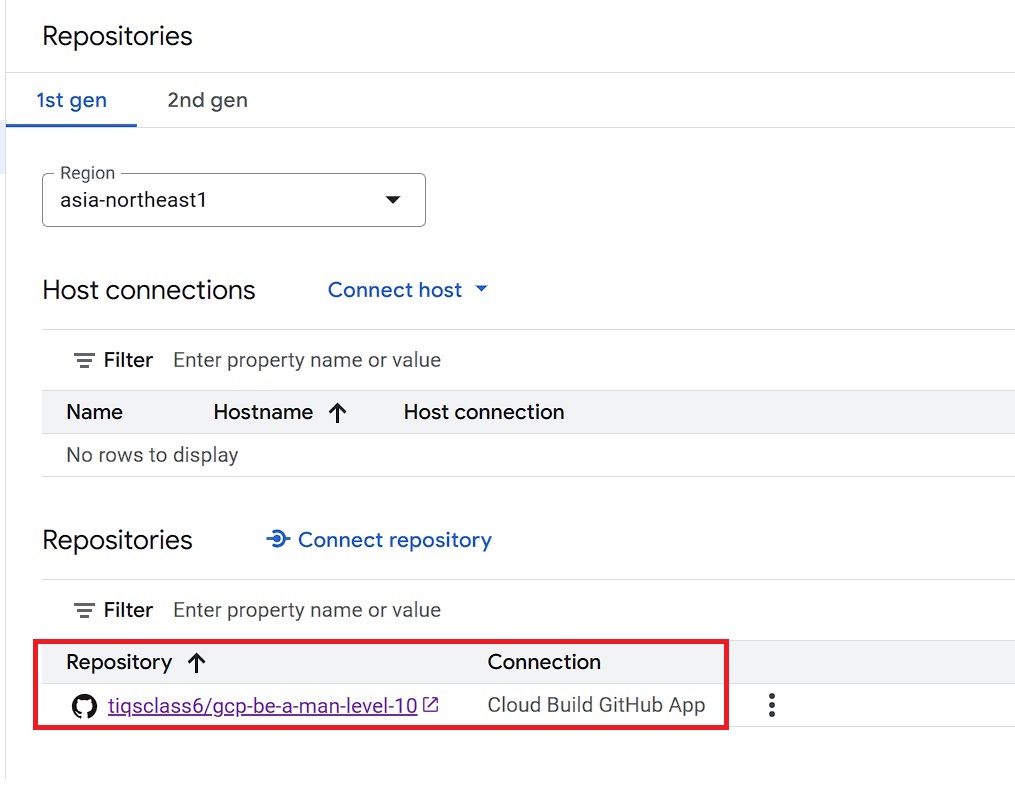 Repositories
1st gen 2nd gen
Region
asia-northeast1
Host connections Connect host
Filter Enter property name or value
Name Hostname Host connection
No rows to display
Repositories Connect repository
Filter Enter property name or value
Repository Connection
tiqsclass6/gcp-be-a-man-level-10 Cloud Build GitHub App